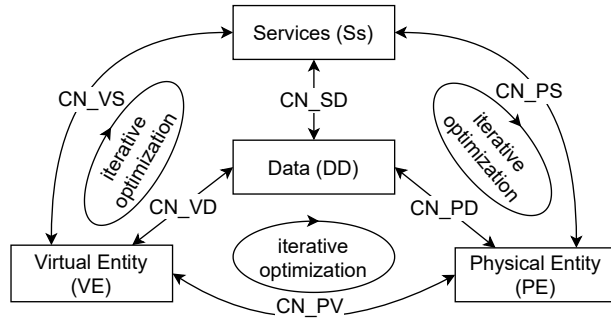 Services (Ss)
CN_VS
CN_SD
CN_PS
iterative
optimization
iterative
optimization
Data (DD)
CN_VD
CN_PD
iterative
optimization
Virtual Entity
(VE)
Physical Entity
(PE)
CN_PV